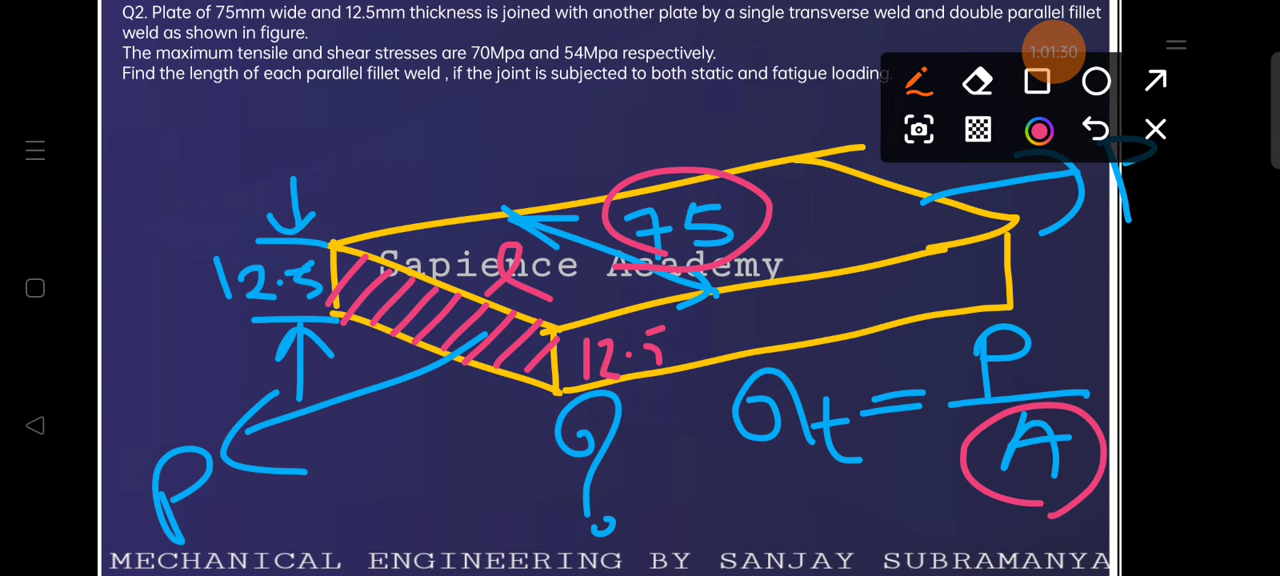 Q2. Plate of 75mm wide and 12.5mm thickness is joined with another plate by a single transverse weld and double parallel fillet
weld as shown in figure.
The maximum tensile and shear stresses are 70Mpa and 54Mpa respectively.
Find the length of each parallel fillet weld , if the joint is subjected to both static and fatigue loading.
1:01:30
P
75
12.5
Sapience Academy
12.5
P
?
σt = P
A
MECHANICAL ENGINEERING BY SANJAY SUBRAMANYA